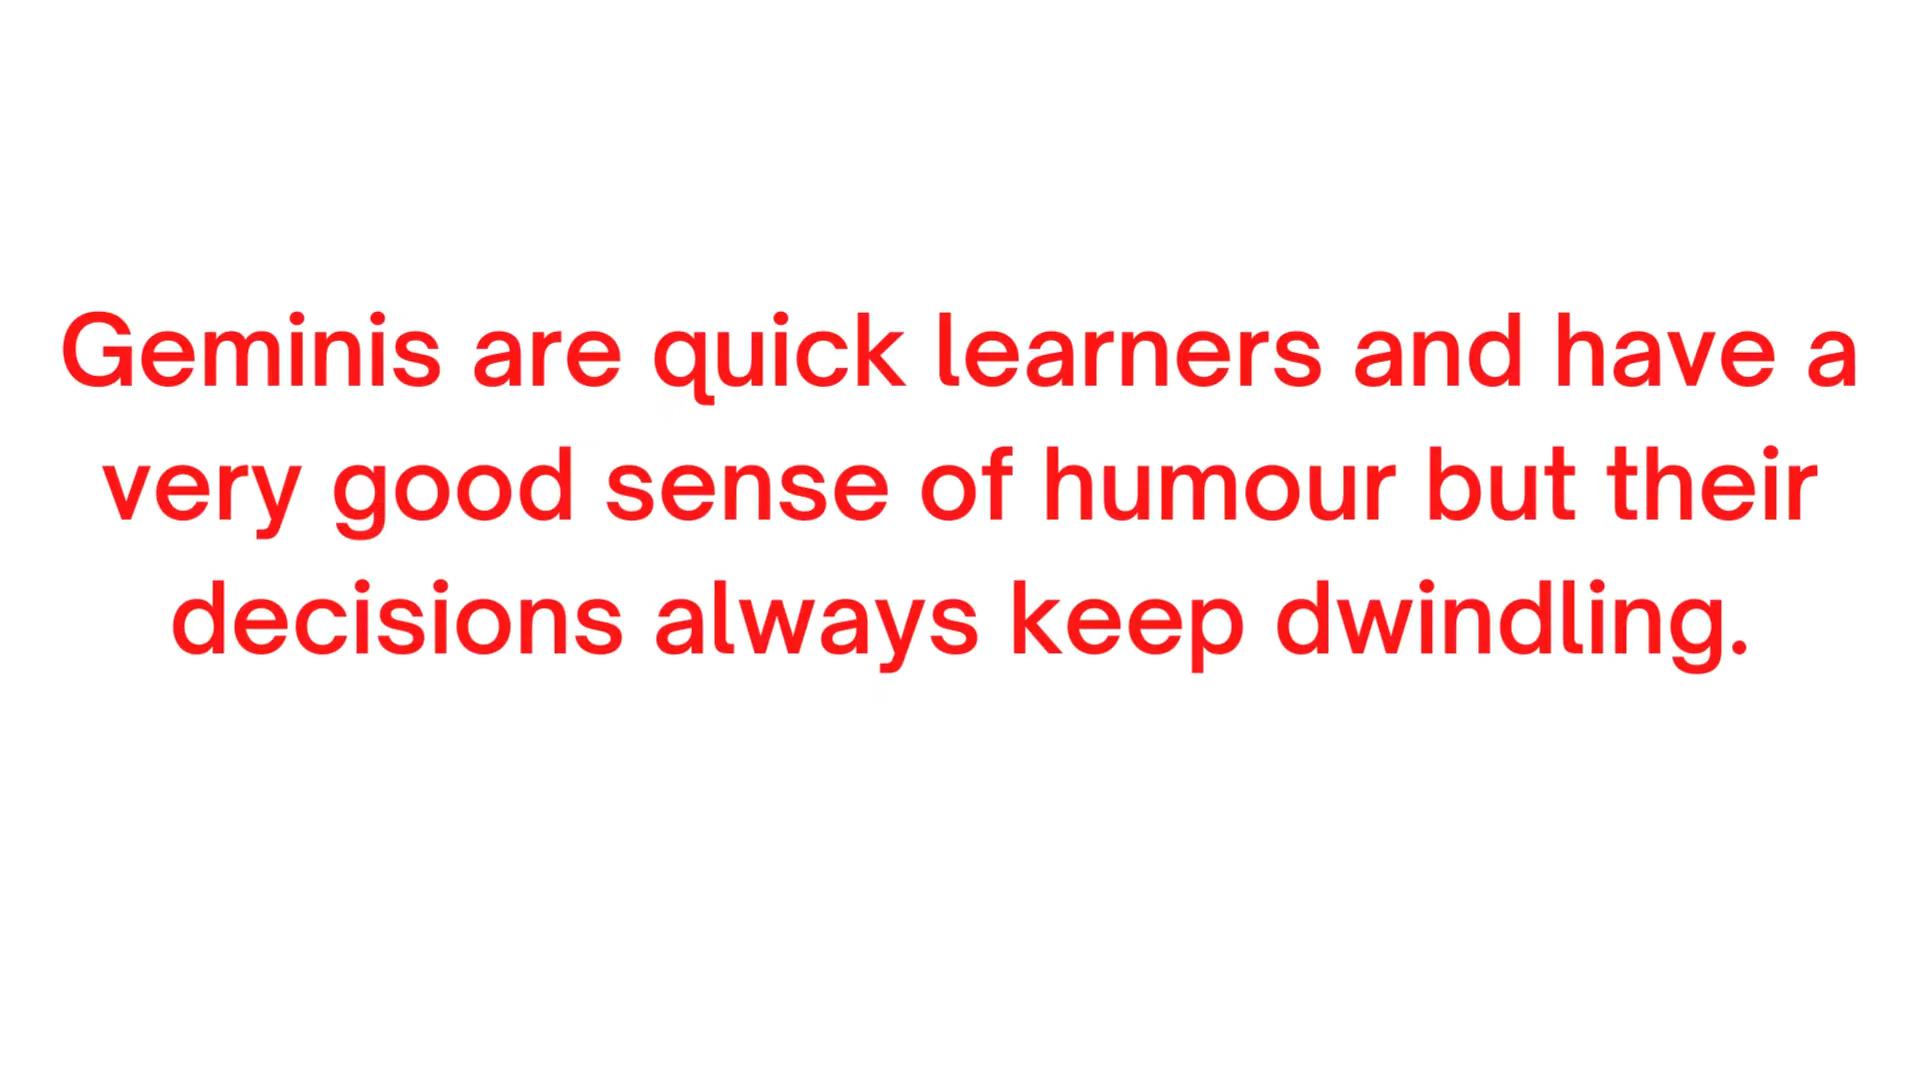 Geminis are quick learners and have a
very good sense of humour but their
decisions always keep dwindling.